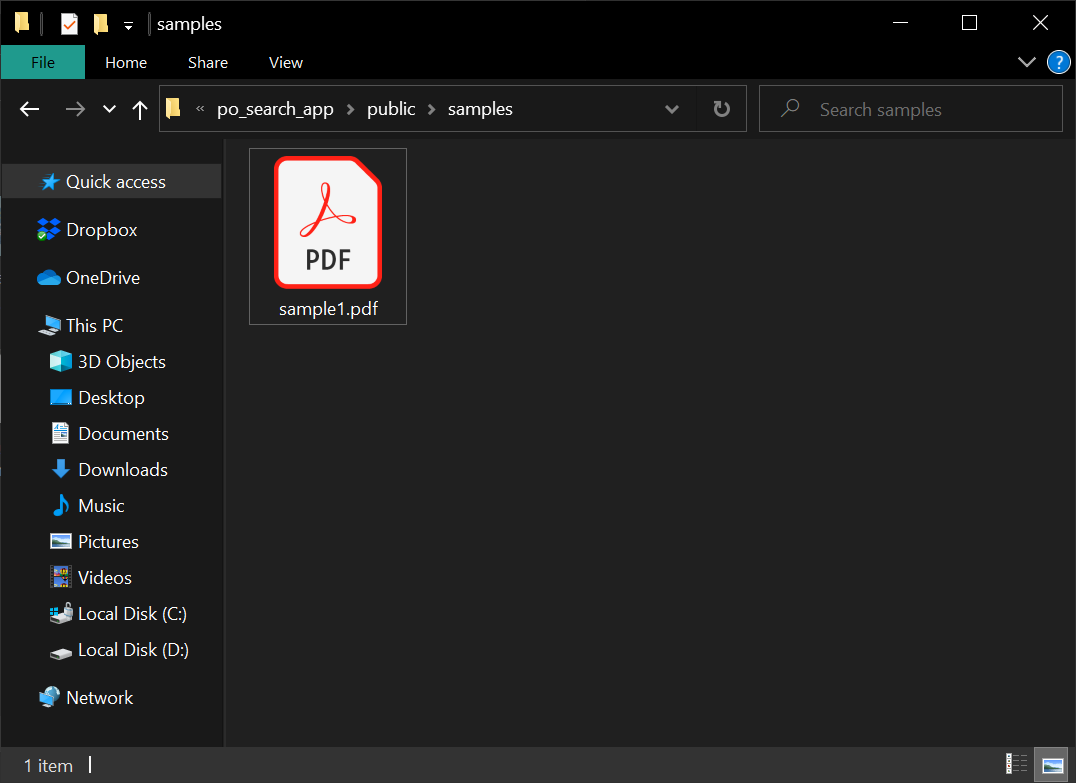 samples
File Home Share View ?
« po_search_app > public > samples Search samples
Quick access
Dropbox
OneDrive
This PC
3D Objects
Desktop
Documents
Downloads
Music
Pictures
Videos
Local Disk (C:)
Local Disk (D:)
Network
PDF
sample1.pdf
1 item